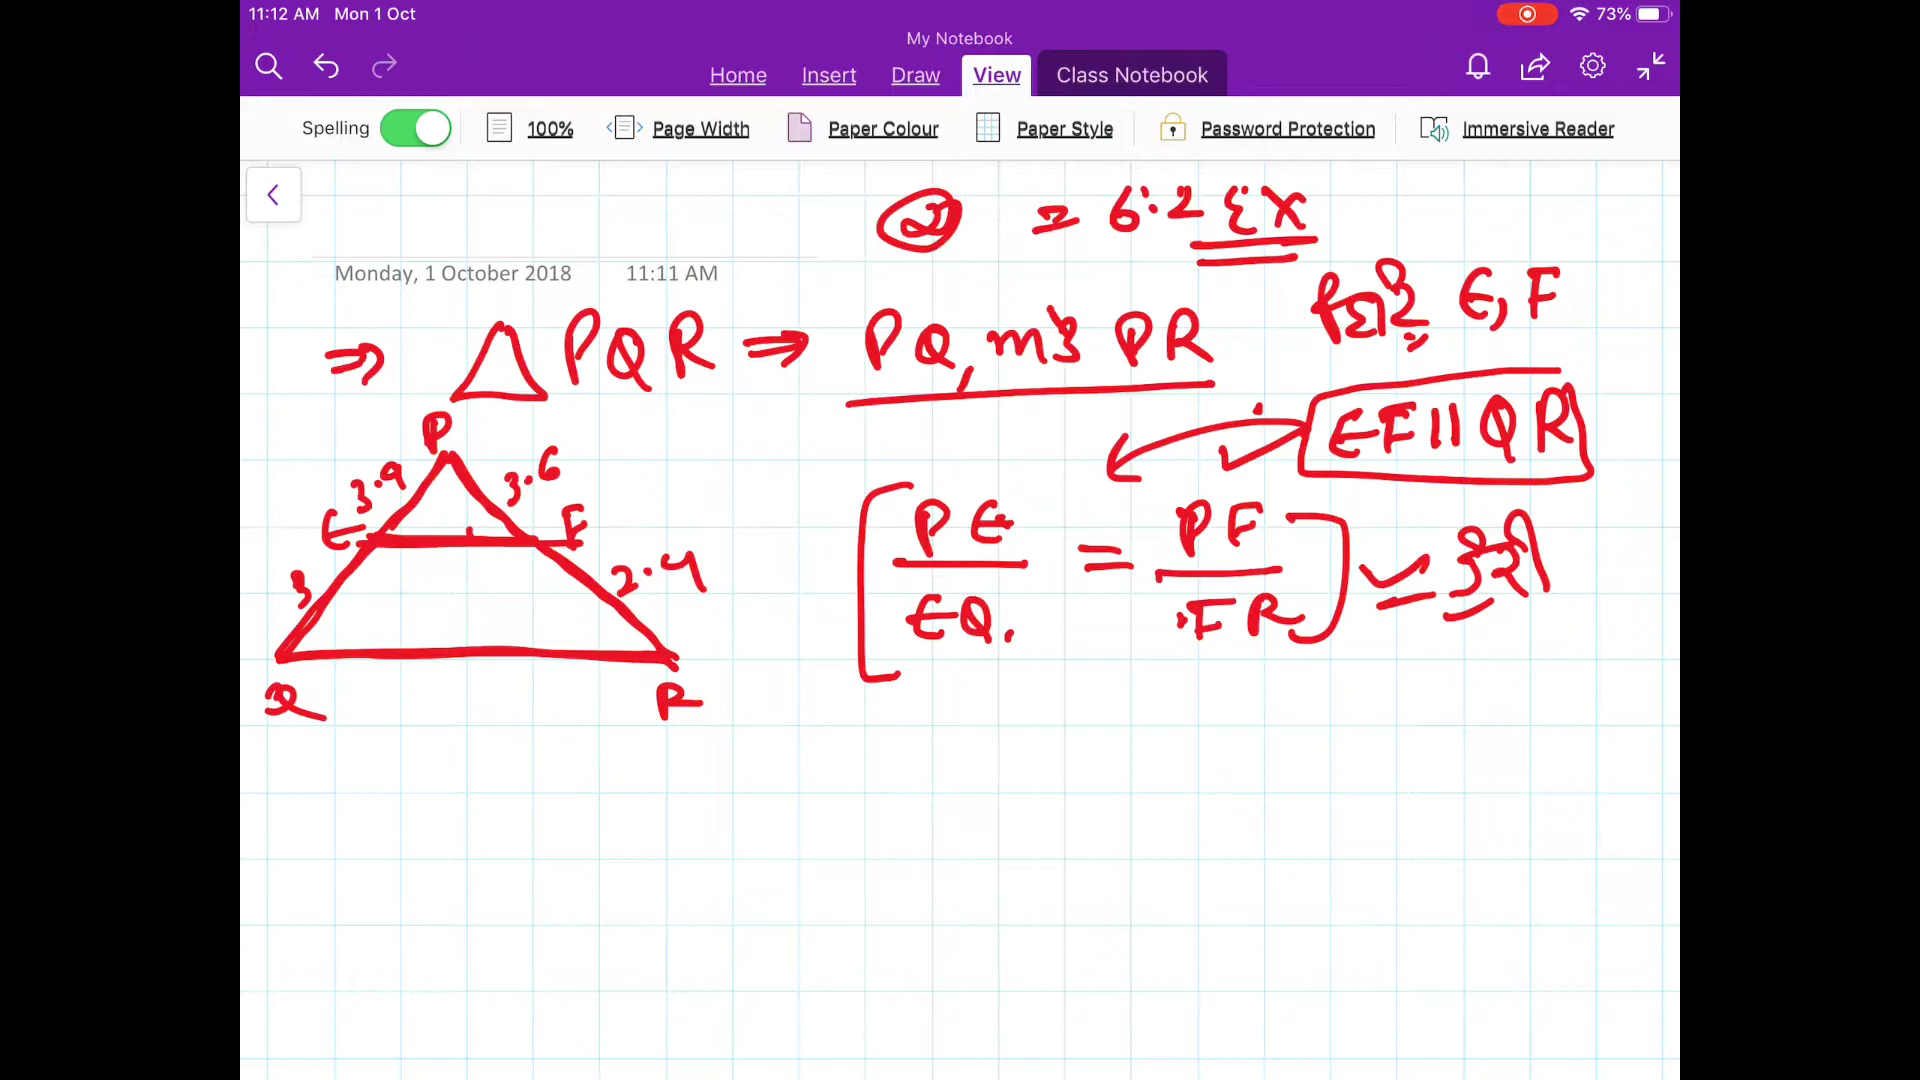 11:12 AM Mon 1 Oct
73%
My Notebook
Home Insert Draw View Class Notebook
Spelling 100% Page Width Paper Colour Paper Style Password Protection Immersive Reader
② = 6.2 EX
Monday, 1 October 2018 11:11 AM
E, F
⇒ △ PQR ⇒ PQ, PR
EF || QR
P
3.9 3.6
E F
3 2.4
Q R
PE/EQ. = PF/FR